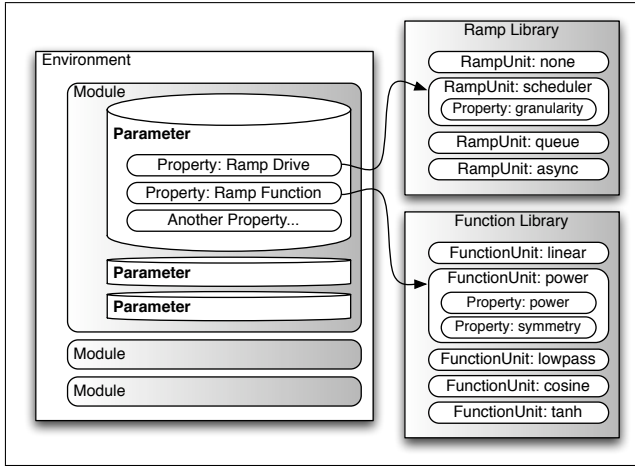 Environment
Module
Parameter
Property: Ramp Drive
Property: Ramp Function
Another Property...
Parameter
Parameter
Module
Module
Ramp Library
RampUnit: none
RampUnit: scheduler
Property: granularity
RampUnit: queue
RampUnit: async
Function Library
FunctionUnit: linear
FunctionUnit: power
Property: power
Property: symmetry
FunctionUnit: lowpass
FunctionUnit: cosine
FunctionUnit: tanh